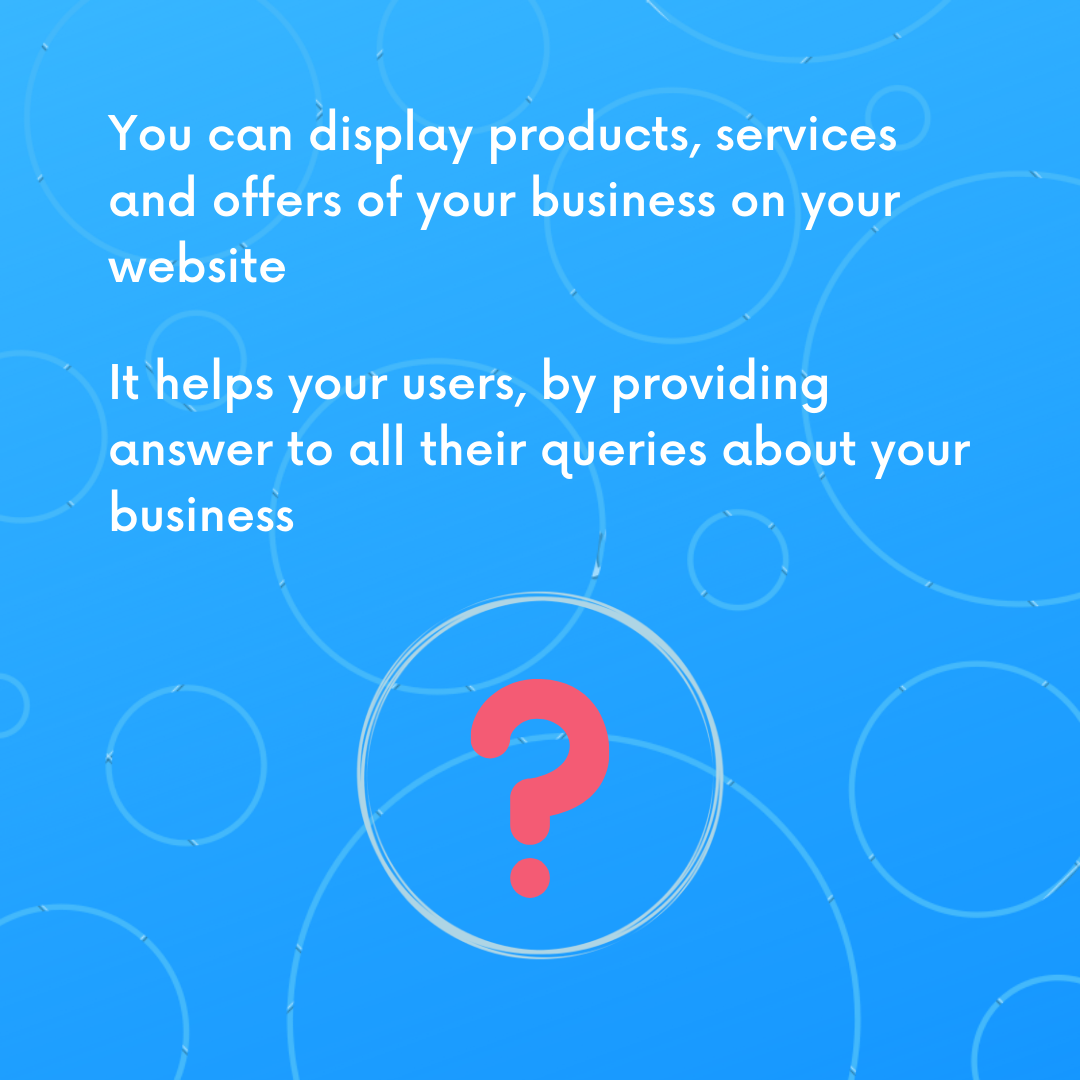 You can display products, services
and offers of your business on your
website
It helps your users, by providing
answer to all their queries about your
business
?